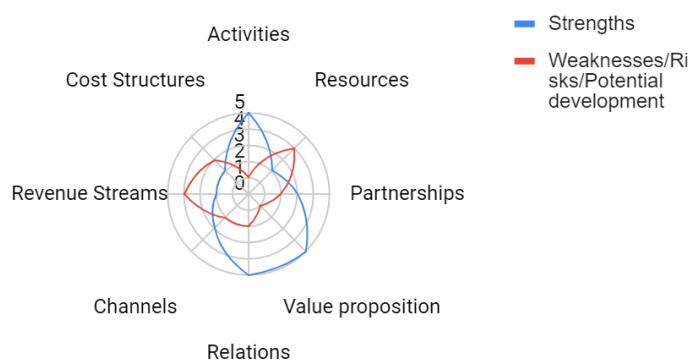 Strengths
Weaknesses/Ri
sks/Potential
development
Activities
Cost Structures
Resources
5
4
3
2
1
0
Revenue Streams
Partnerships
Channels
Value proposition
Relations